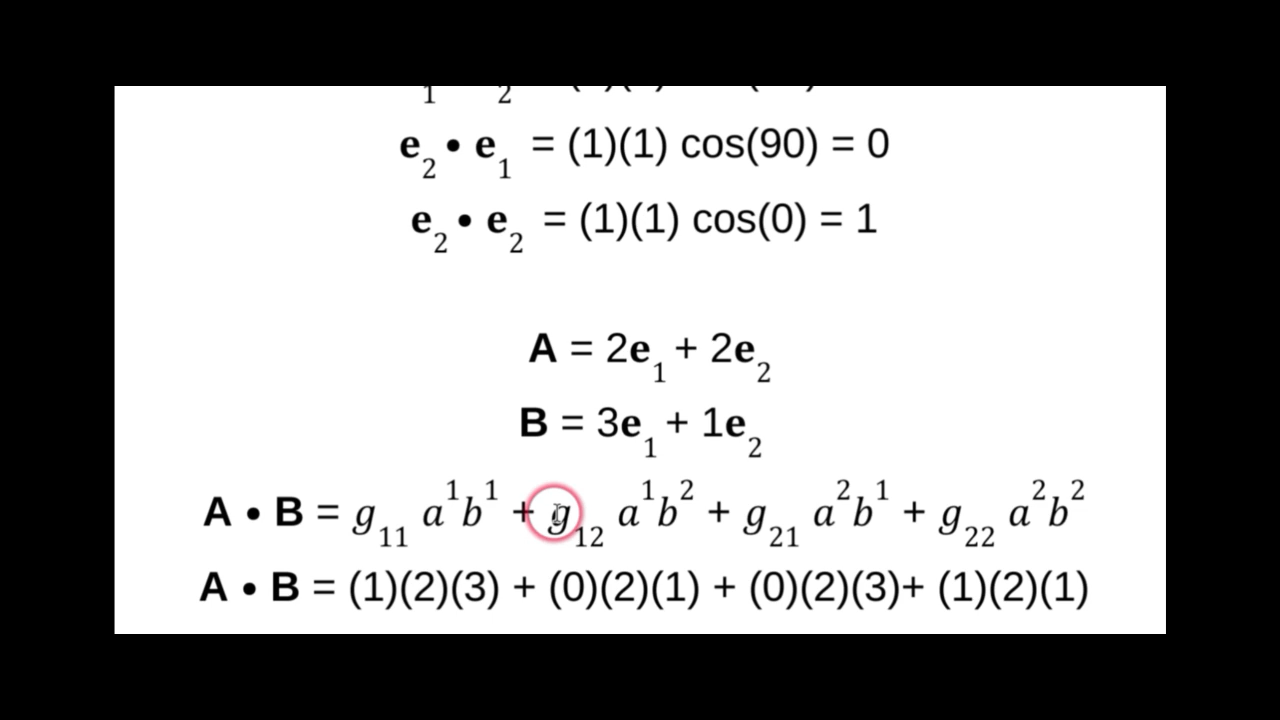 e₂ • e₁ = (1)(1) cos(90) = 0
e₂ • e₂ = (1)(1) cos(0) = 1
A = 2e₁ + 2e₂
B = 3e₁ + 1e₂
A • B = g₁₁ a¹b¹ + g₁₂ a¹b² + g₂₁ a²b¹ + g₂₂ a²b²
A • B = (1)(2)(3) + (0)(2)(1) + (0)(2)(3)+ (1)(2)(1)